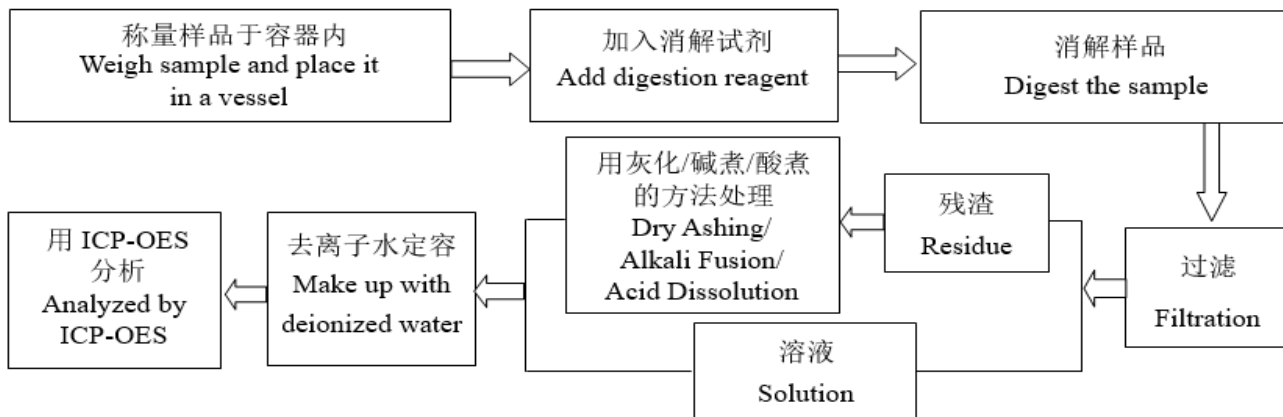 称量样品于容器内
Weigh sample and place it
in a vessel
加入消解试剂
Add digestion reagent
消解样品
Digest the sample
过滤
Filtration
残渣
Residue
用灰化/碱煮/酸煮
的方法处理
Dry Ashing/
Alkali Fusion/
Acid Dissolution
溶液
Solution
去离子水定容
Make up with
deionized water
用 ICP-OES
分析
Analyzed by
ICP-OES